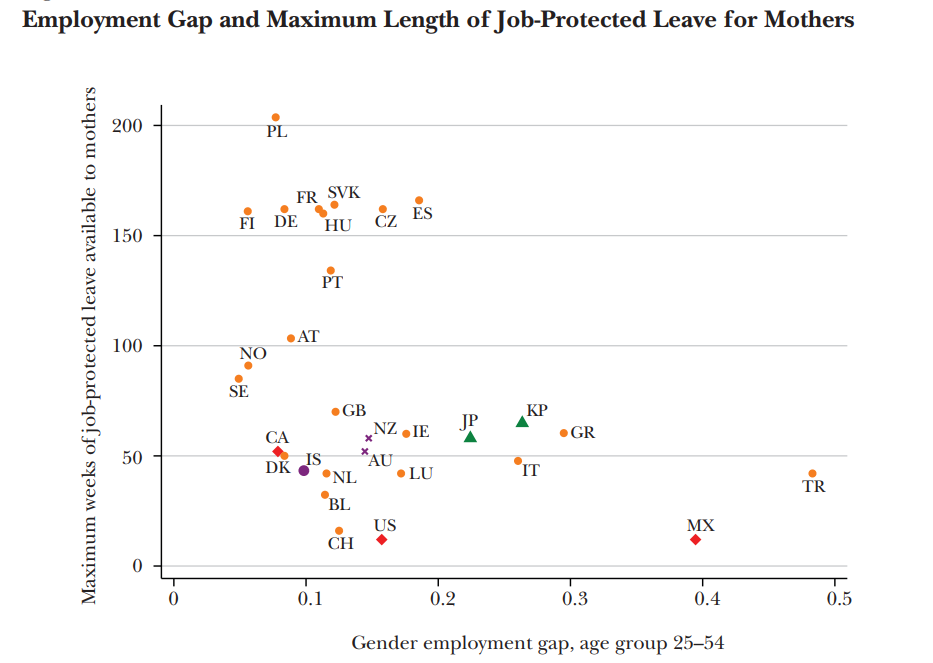 Employment Gap and Maximum Length of Job-Protected Leave for Mothers
Maximum weeks of job-protected leave available to mothers
200
PL
SVK
FR
FI
DE
HU
CZ
ES
150
PT
AT
100
NO
SE
GB
KP
JP
NZ
IE
GR
CA
50
DK
IS
AU
IT
NL
LU
TR
BL
US
MX
CH
0
0
0.1
0.2
0.3
0.4
0.5
Gender employment gap, age group 25–54